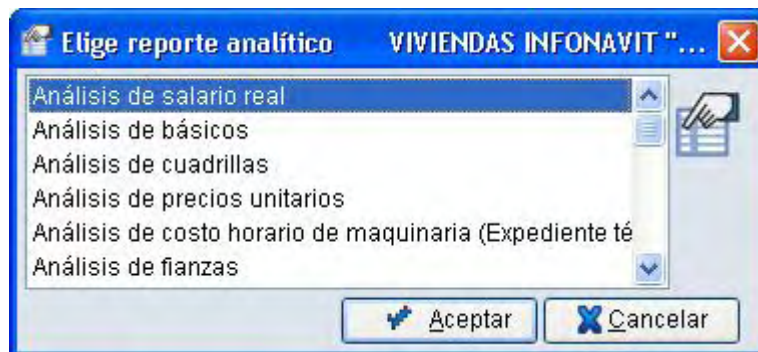 Elige reporte analítico VIVIENDAS INFONAVIT "...
Análisis de salario real
Análisis de básicos
Análisis de cuadrillas
Análisis de precios unitarios
Análisis de costo horario de maquinaria (Expediente té
Análisis de fianzas
Aceptar Cancelar